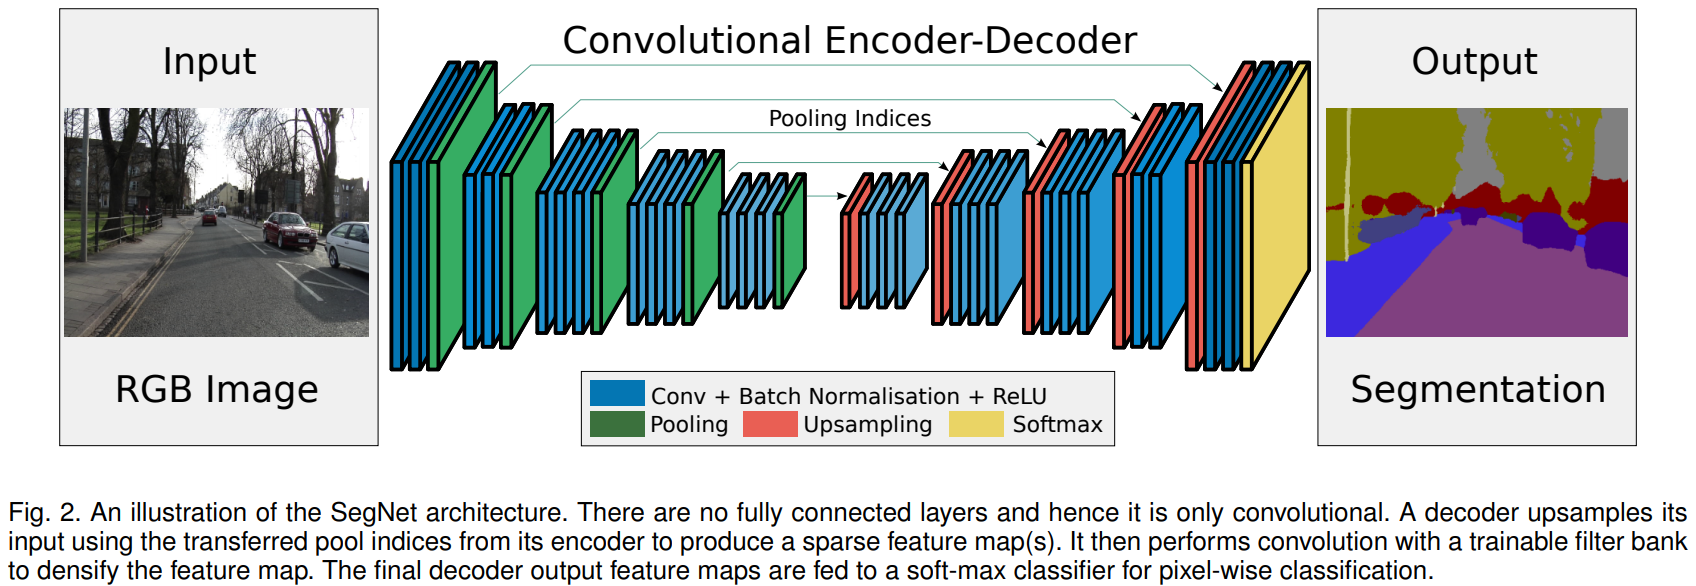 Input
Convolutional Encoder-Decoder
Output
Pooling Indices
RGB Image
Segmentation
Conv + Batch Normalisation + ReLU
Pooling
Upsampling
Softmax
Fig. 2. An illustration of the SegNet architecture. There are no fully connected layers and hence it is only convolutional. A decoder upsamples its
input using the transferred pool indices from its encoder to produce a sparse feature map(s). It then performs convolution with a trainable filter bank
to densify the feature map. The final decoder output feature maps are fed to a soft-max classifier for pixel-wise classification.